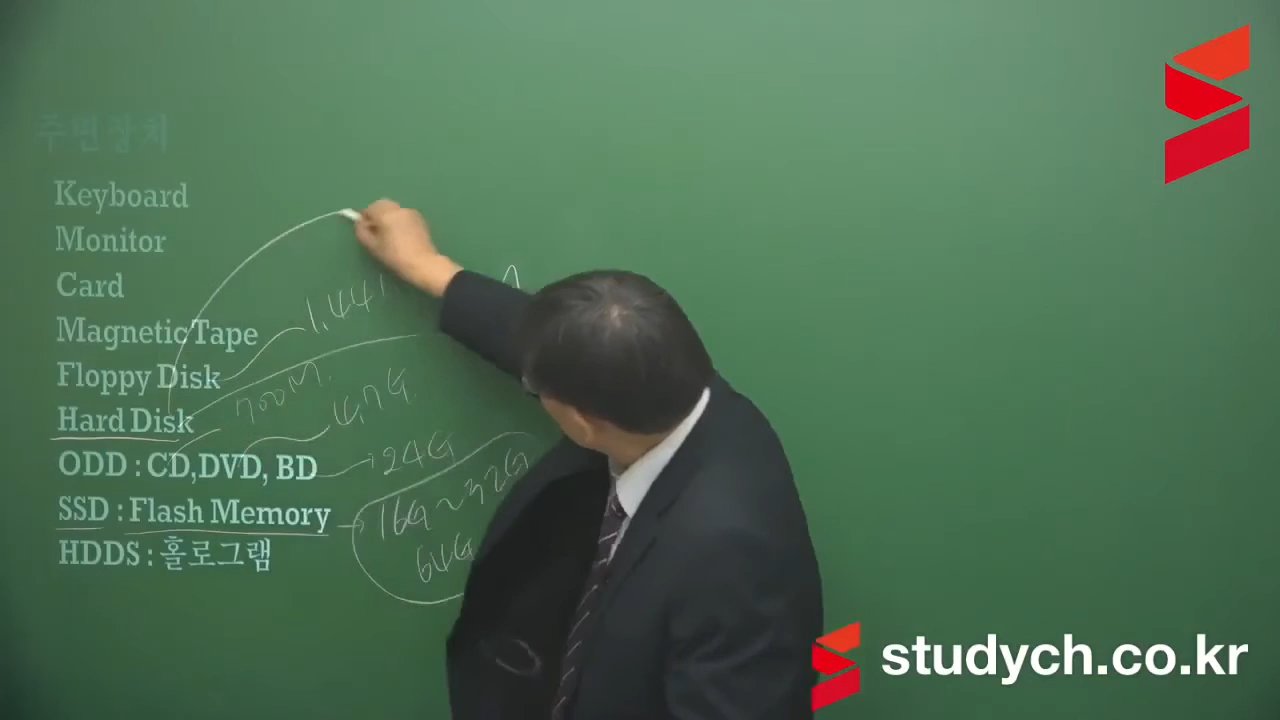 주변장치
Keyboard
Monitor
Card
Magnetic Tape
1.44
Floppy Disk
700M
4.7G
Hard Disk
ODD : CD,DVD, BD
24G
SSD : Flash Memory
16G~32G
64G
HDDS : 홀로그램
studych.co.kr